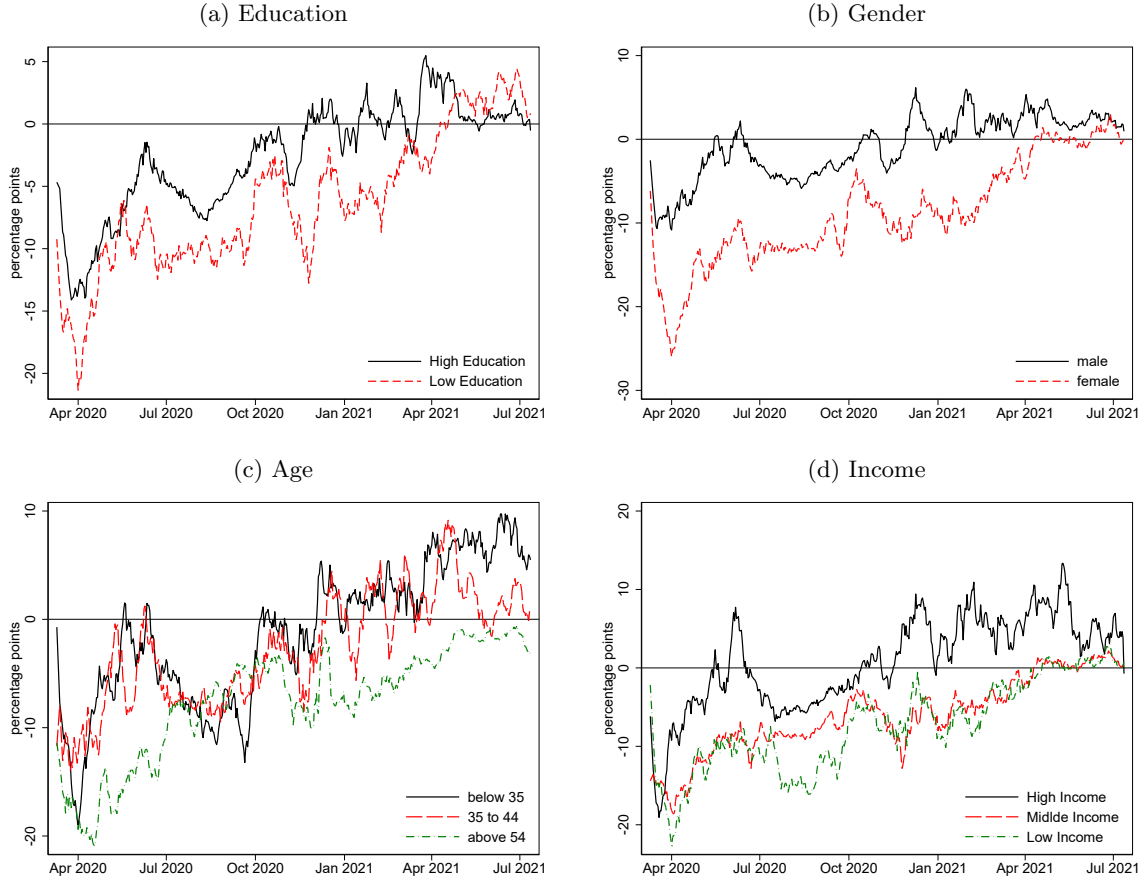 (a) Education
percentage points
5
0
-5
-10
-15
-20
High Education
Low Education
Apr 2020 Jul 2020 Oct 2020 Jan 2021 Apr 2021 Jul 2021
(b) Gender
percentage points
10
0
-10
-20
-30
male
female
Apr 2020 Jul 2020 Oct 2020 Jan 2021 Apr 2021 Jul 2021
(c) Age
percentage points
10
0
-10
-20
below 35
35 to 44
above 54
Apr 2020 Jul 2020 Oct 2020 Jan 2021 Apr 2021 Jul 2021
(d) Income
percentage points
20
10
0
-10
-20
High Income
Midlde Income
Low Income
Apr 2020 Jul 2020 Oct 2020 Jan 2021 Apr 2021 Jul 2021